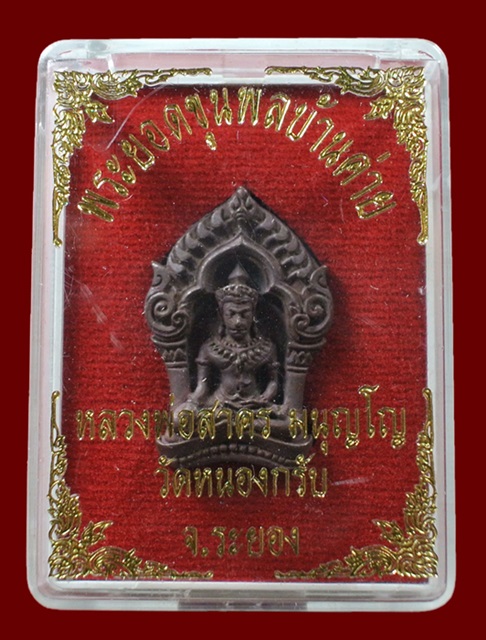 พระยอดขุนพลบ้านค่าย
หลวงพ่อสาคร มนุญฺโญ
วัดหนองกรับ
จ.ระยอง